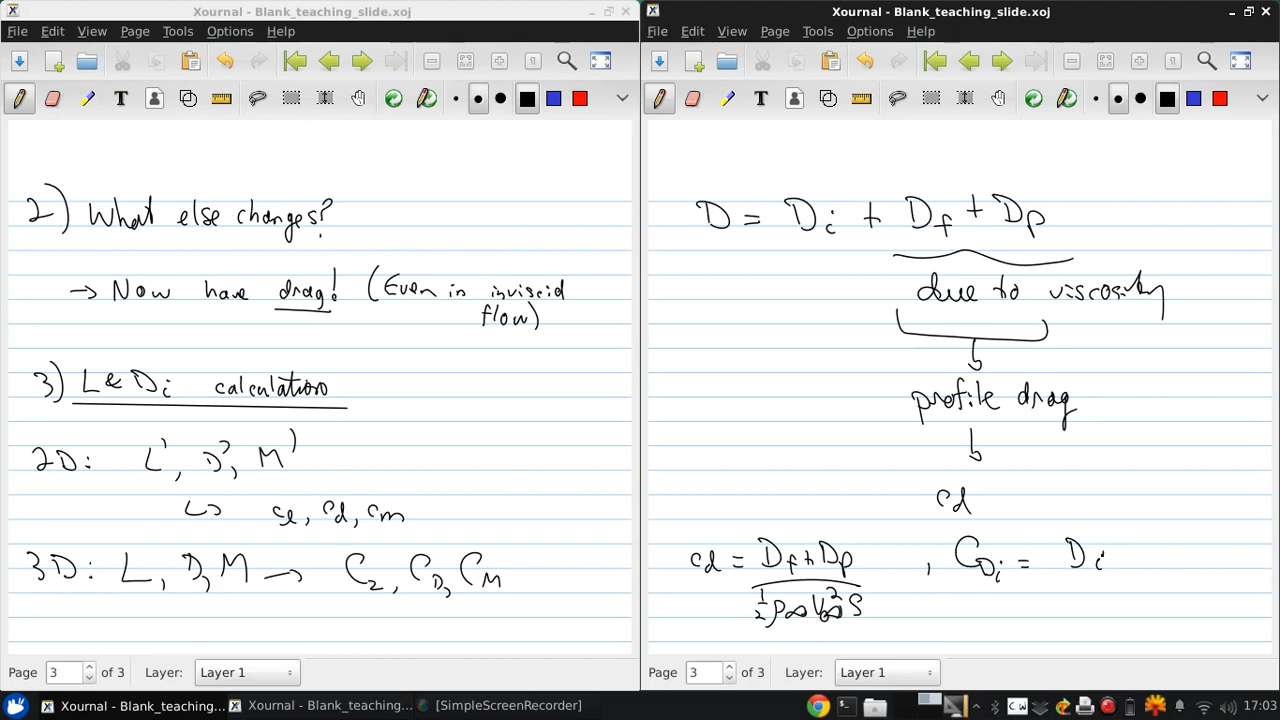 Xournal - Blank_teaching_slide.xoj
File Edit View Page Tools Options Help
2) What else changes?
→ Now have drag! (Even in inviscid
flow)
3) L & Di calculation
2D: L', D', M'
↳ cl, cd, cm
3D: L, D, M → CL, CD, CM
Page 3 of 3 Layer: Layer 1
Xournal - Blank_teaching_slide.xoj
File Edit View Page Tools Options Help
D = Di + Df + Dp
due to viscosity
profile drag
cd
cd = Df + Dp / ½ρ∞V∞²S , CDi = Di
Page 3 of 3 Layer: Layer 1
Xournal - Blank_teaching_... Xournal - Blank_teaching_... [SimpleScreenRecorder] 17:03